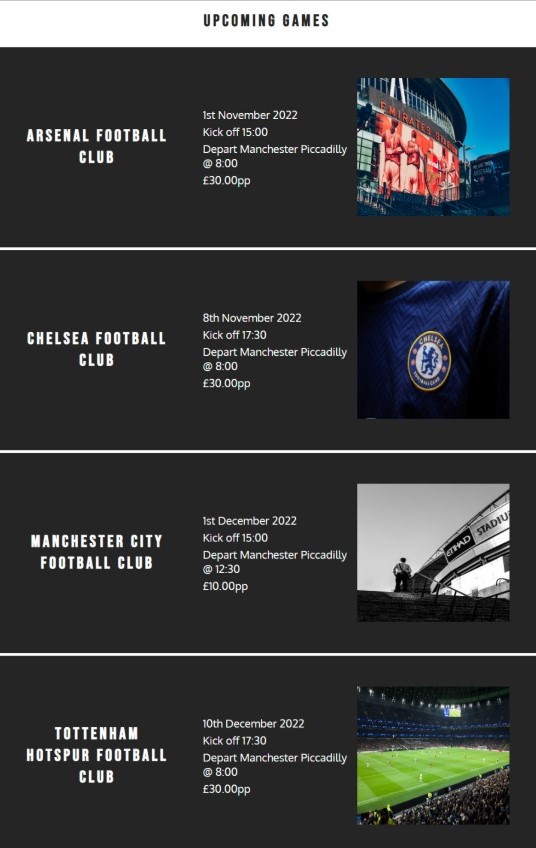 UPCOMING GAMES
ARSENAL FOOTBALL
CLUB
1st November 2022
Kick off 15:00
Depart Manchester Piccadilly
@ 8:00
£30.00pp
EMIRATES
CHELSEA FOOTBALL
CLUB
8th November 2022
Kick off 17:30
Depart Manchester Piccadilly
@ 8:00
£30.00pp
CHELSEA
FOOTBALL CLUB
MANCHESTER CITY
FOOTBALL CLUB
1st December 2022
Kick off 15:00
Depart Manchester Piccadilly
@ 12:30
£10.00pp
ETIHAD STADIU
TOTTENHAM
HOTSPUR FOOTBALL
CLUB
10th December 2022
Kick off 17:30
Depart Manchester Piccadilly
@ 8:00
£30.00pp